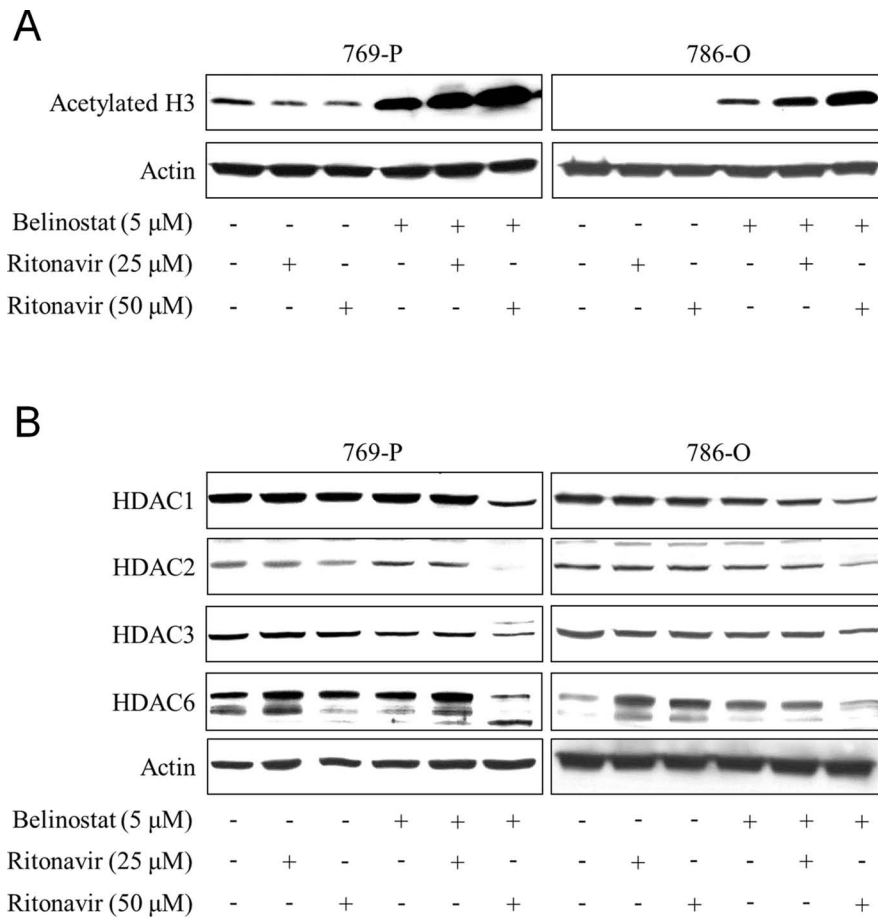 A
769-P 786-O
Acetylated H3
Actin
Belinostat (5 μM) - - - + + + - - - + + +
Ritonavir (25 μM) - + - - + - - + - - + -
Ritonavir (50 μM) - - + - - + - - + - - +
B
769-P 786-O
HDAC1
HDAC2
HDAC3
HDAC6
Actin
Belinostat (5 μM) - - - + + + - - - + + +
Ritonavir (25 μM) - + - - + - - + - - + -
Ritonavir (50 μM) - - + - - + - - + - - +